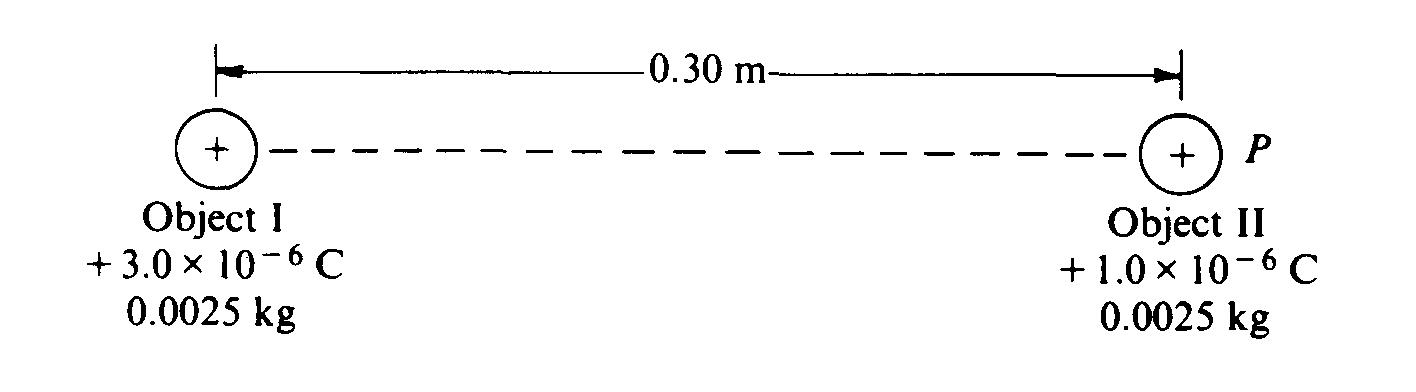 0.30 m
+ + P
Object I
+ 3.0 × 10⁻⁶ C
0.0025 kg
Object II
+ 1.0 × 10⁻⁶ C
0.0025 kg